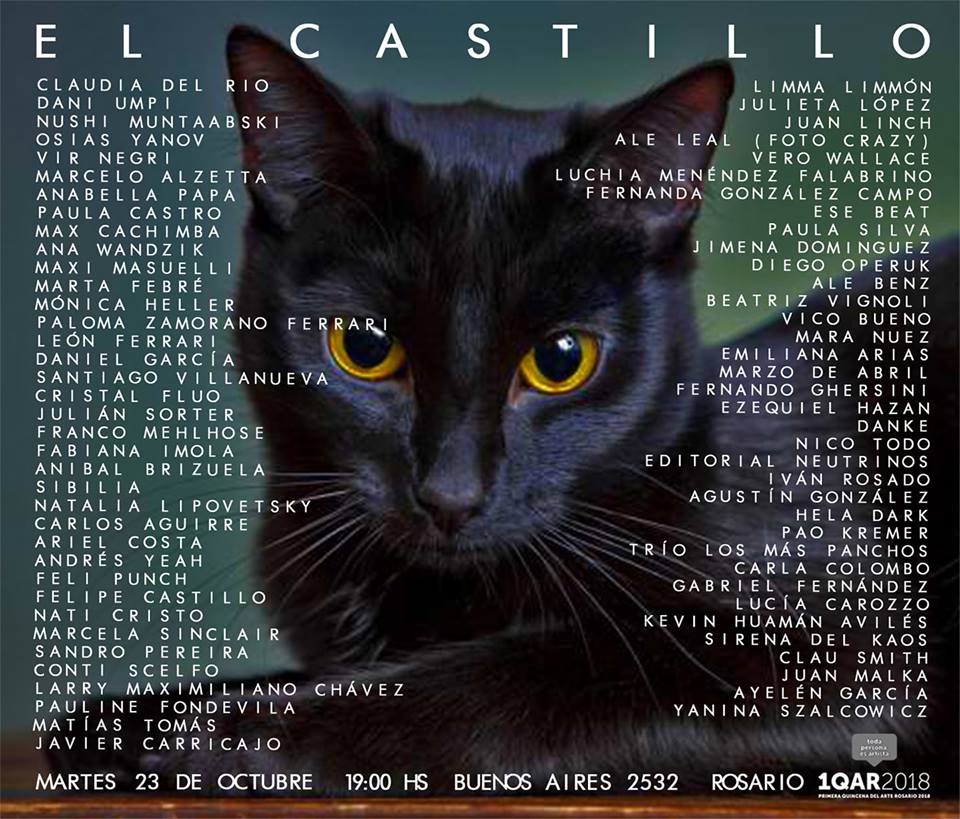 EL CASTILLO
CLAUDIA DEL RIO
DANI UMPI
NUSHI MUNTAABSKI
OSIAS YANOV
VIR NEGRI
MARCELO ALZETTA
ANABELLA PAPA
PAULA CASTRO
MAX CACHIMBA
ANA WANDZIK
MAXI MASUELLI
MARTA FEBRÉ
MÓNICA HELLER
PALOMA ZAMORANO FERRARI
LEÓN FERRARI
DANIEL GARCÍA
SANTIAGO VILLANUEVA
CRISTAL FLUO
JULIÁN SORTER
FRANCO MEHLHOSE
FABIANA IMOLA
ANIBAL BRIZUELA
SIBILIA
NATALIA LIPOVETSKY
CARLOS AGUIRRE
ARIEL COSTA
ANDRÉS YEAH
FELI PUNCH
FELIPE CASTILLO
NATI CRISTO
MARCELA SINCLAIR
SANDRO PEREIRA
CONTI SCELFO
LARRY MAXIMILIANO CHÁVEZ
PAULINE FONDEVILA
MATÍAS TOMÁS
JAVIER CARRICAJO
LIMMA LIMMÓN
JULIETA LÓPEZ
JUAN LINCH
ALE LEAL (FOTO CRAZY)
VERO WALLACE
LUCHIA MENÉNDEZ FALABRINO
FERNANDA GONZÁLEZ CAMPO
ESE BEAT
PAULA SILVA
JIMENA DOMINGUEZ
DIEGO OPERUK
ALE BENZ
BEATRIZ VIGNOLI
VICO BUENO
MARA NUEZ
EMILIANA ARIAS
MARZO DE ABRIL
FERNANDO GHERSINI
EZEQUIEL HAZAN
DANKE
NICO TODO
EDITORIAL NEUTRINOS
IVÁN ROSADO
AGUSTÍN GONZÁLEZ
HELA DARK
PAO KREMER
TRÍO LOS MÁS PANCHOS
CARLA COLOMBO
GABRIEL FERNÁNDEZ
LUCÍA CAROZZO
KEVIN HUAMÁN AVILÉS
SIRENA DEL KAOS
CLAU SMITH
JUAN MALKA
AYELÉN GARCÍA
YANINA SZALCOWICZ
toda
persona
es artista
MARTES 23 DE OCTUBRE 19:00 HS BUENOS AIRES 2532 ROSARIO 1QAR2018
PRIMERA QUINCENA DEL ARTE ROSARIO 2018